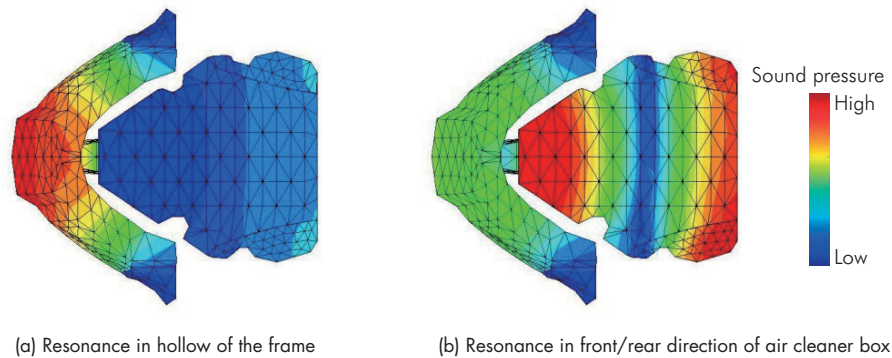 Sound pressure
High
Low
(a) Resonance in hollow of the frame
(b) Resonance in front/rear direction of air cleaner box